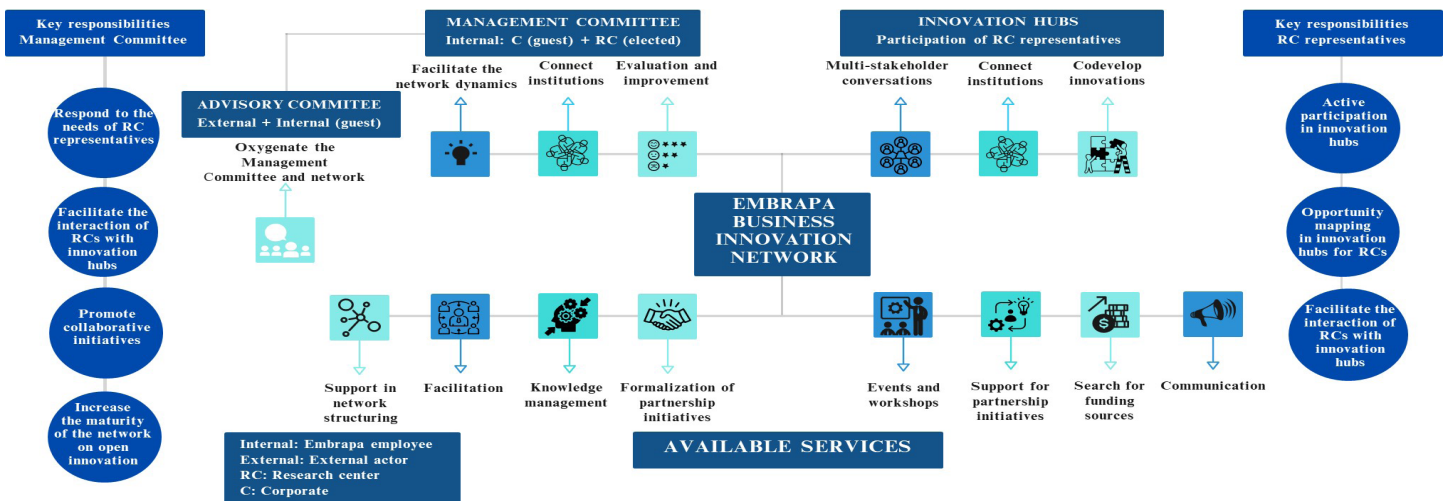 Key responsibilities
Management Committee
Respond to the
needs of RC
representatives
Facilitate the
interaction of
RCs with
innovation
hubs
Promote
collaborative
initiatives
Increase
the maturity
of the network
on open
innovation
ADVISORY COMMITEE
External + Internal (guest)
Oxygenate the
Management
Committee and network
MANAGEMENT COMMITTEE
Internal: C (guest) + RC (elected)
Facilitate the
network dynamics
Connect
institutions
Evaluation and
improvement
INNOVATION HUBS
Participation of RC representatives
Multi-stakeholder
conversations
Connect
institutions
Codevelop
innovations
EMBRAPA
BUSINESS
INNOVATION
NETWORK
Support in
network
structuring
Facilitation
Knowledge
management
Formalization of
partnership
initiatives
Events and
workshops
Support for
partnership
initiatives
Search for
funding
sources
Communication
AVAILABLE SERVICES
Internal: Embrapa employee
External: External actor
RC: Research center
C: Corporate
Key responsibilities
RC representatives
Active
participation
in innovation
hubs
Opportunity
mapping
in innovation
hubs for RCs
Facilitate the
interaction of
RCs with
innovation
hubs